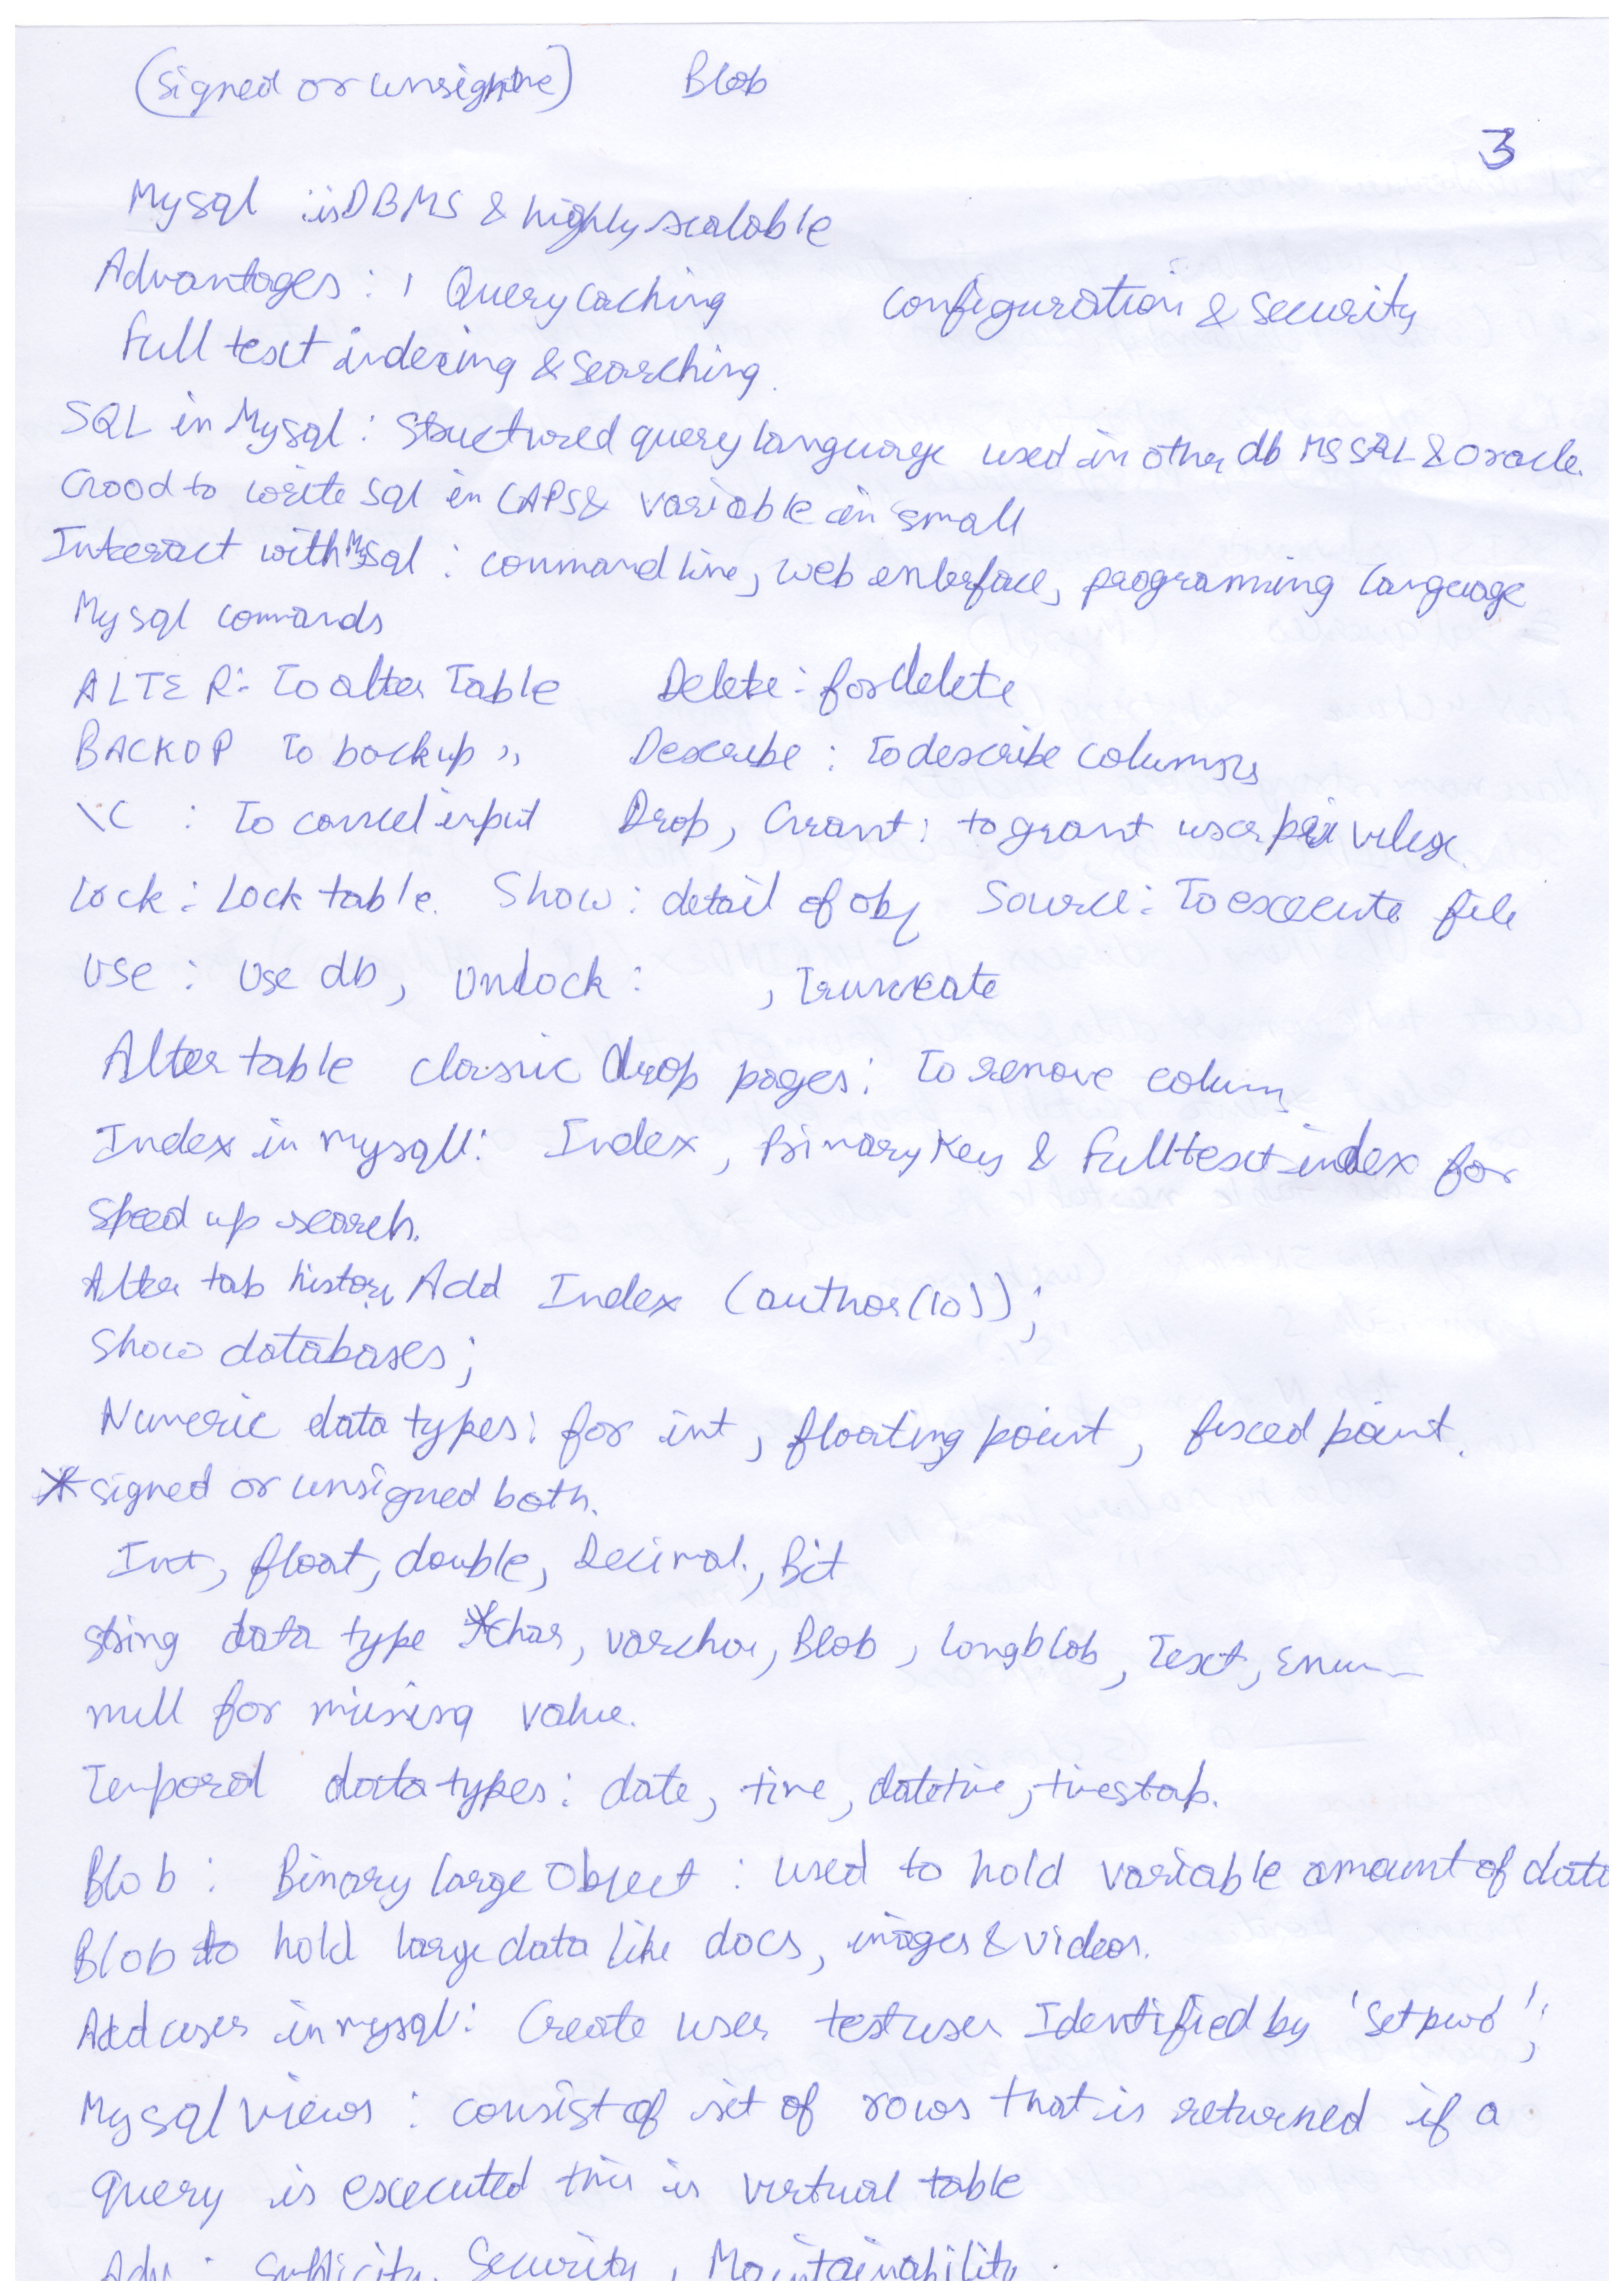 (signed or unsigne) Blob
3
Mysql : is DBMS & highly scalable
Advantages : 1 Query caching configuration & security
Full text indexing & searching.
SQL in Mysql : Structured query language used in other db MS SQL & Oracle.
Good to write sql in CAPS & variable in small
Interact with Mysql : command line, web interface, programming language
Mysql comands
ALTER : To alter Table Delete : for delete
BACKUP To backup ,, Describe : To describe columns
\C : To cancel input Drop, Grant : to grant user privilege.
Lock : Lock table. Show : detail of obj Source : To execute file
USE : Use db, Unlock : , Truncate
Alter table classic drop pages : To remove colum
Index in mysql : Index, Primary Key & Fulltext index for
speed up search.
Alter tab history Add Index (author(10));
Show databases;
Numeric data types : for int, floating point, fixed point.
* signed or unsigned both.
Int, float, double, Decimal, Bit
string data type * Char, varchar, Blob, longblob, Text, Enum
null for missing value.
Temporal data types : date, time, datetime, timestab.
Blob : Binary large Object : used to hold variable amount of data
Blob to hold large data like docs, images & videos.
Add user in mysql : Create user testuser Identified by 'setpwd';
Mysql views : consist of set of rows that is returned if a
query is executed this is virtual table
Adv : Security, Maintainability.